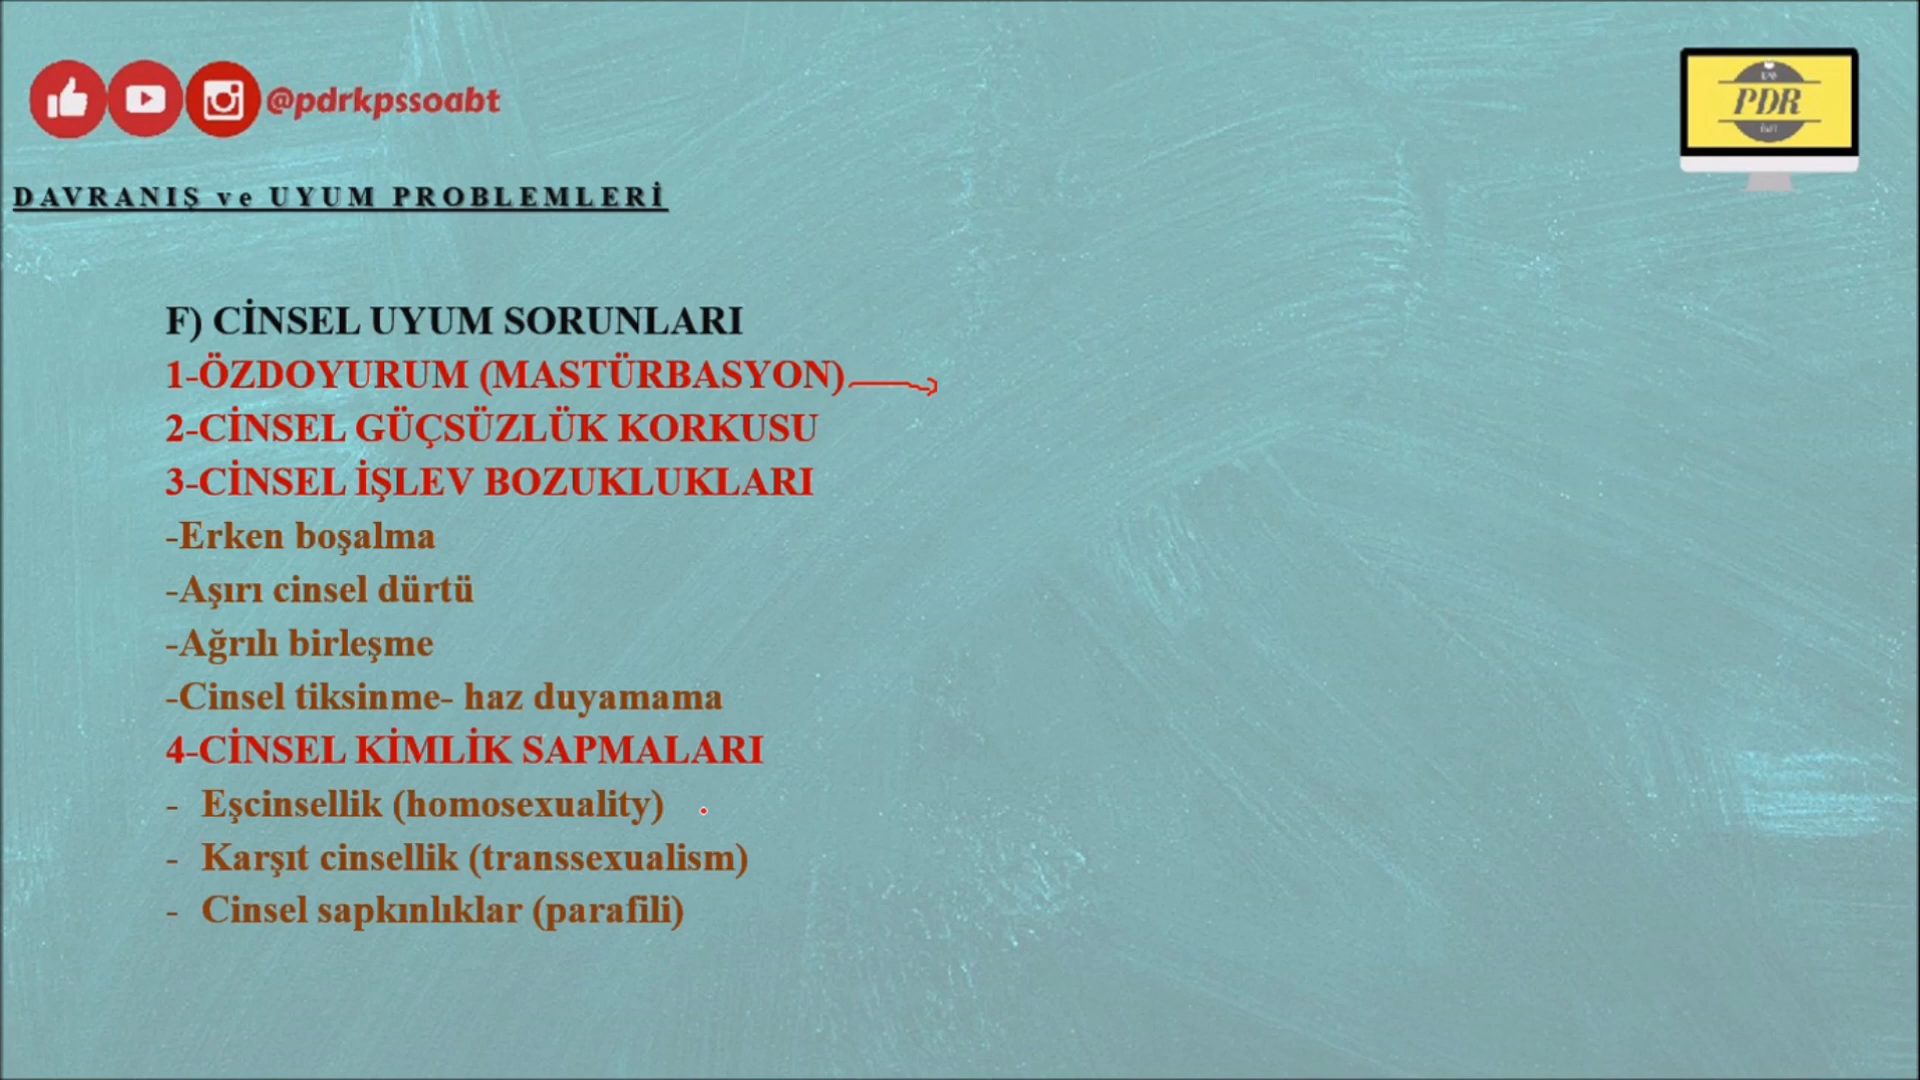 @pdrkpssoabt
PDR
DAVRANIŞ ve UYUM PROBLEMLERİ
F) CİNSEL UYUM SORUNLARI
1-ÖZDOYURUM (MASTÜRBASYON)
2-CİNSEL GÜÇSÜZLÜK KORKUSU
3-CİNSEL İŞLEV BOZUKLUKLARI
-Erken boşalma
-Aşırı cinsel dürtü
-Ağrılı birleşme
-Cinsel tiksinme- haz duyamama
4-CİNSEL KİMLİK SAPMALARI
- Eşcinsellik (homosexuality)
- Karşıt cinsellik (transsexualism)
- Cinsel sapkınlıklar (parafili)